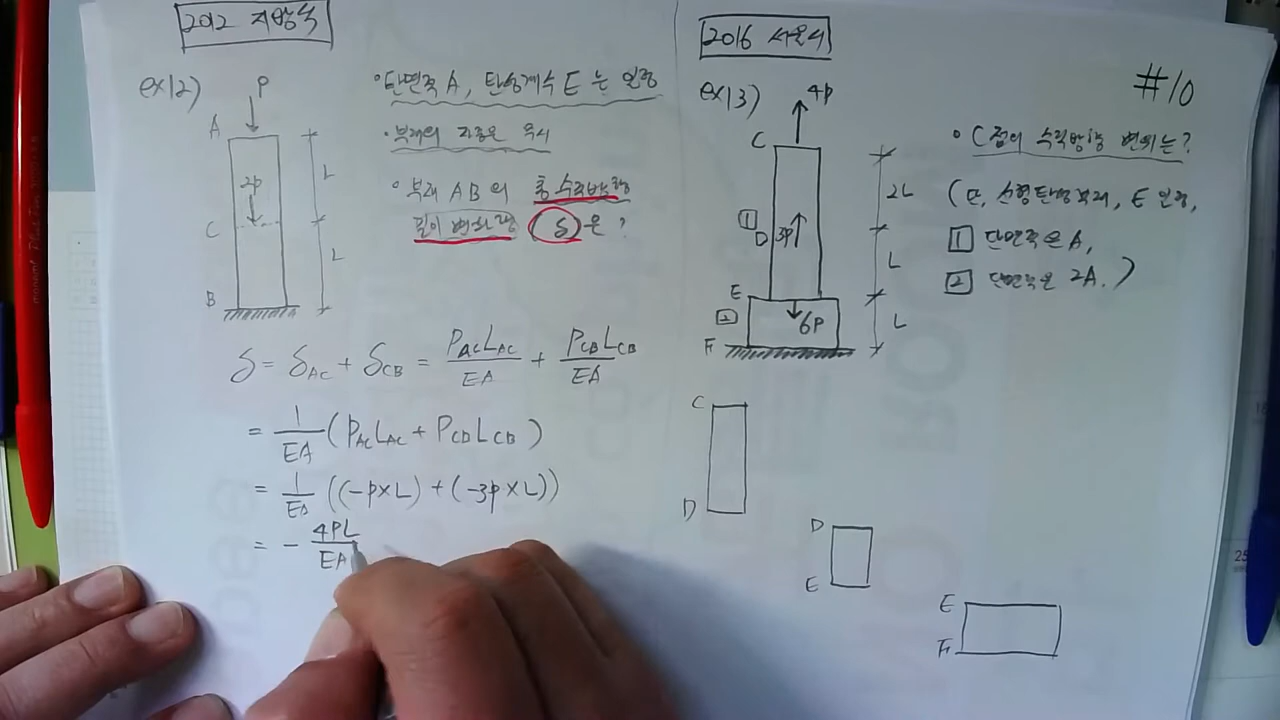 2012 지방직
ex12)
P
A
2P
C
B
L
L
• 단면적 A, 탄성계수 E는 일정
• 부재의 자중은 무시
• 부재 AB의 총 수직방향
길이 변화량 δ 은?
δ = δAC + δCB = PACLAC/EA + PCBLCB/EA
= 1/EA (PACLAC + PCBLCB)
= 1/EA ((-P×L) + (-3P×L))
= - 4PL/EA
2016 서울시
#10
ex13)
4P
C
1
D
3P
E
2
6P
F
2L
L
L
• C점의 수직방향 변위는?
(단, 선형탄성부재, E 일정,
1 단면적은 A,
2 단면적은 2A.)
C
D
D
E
E
F